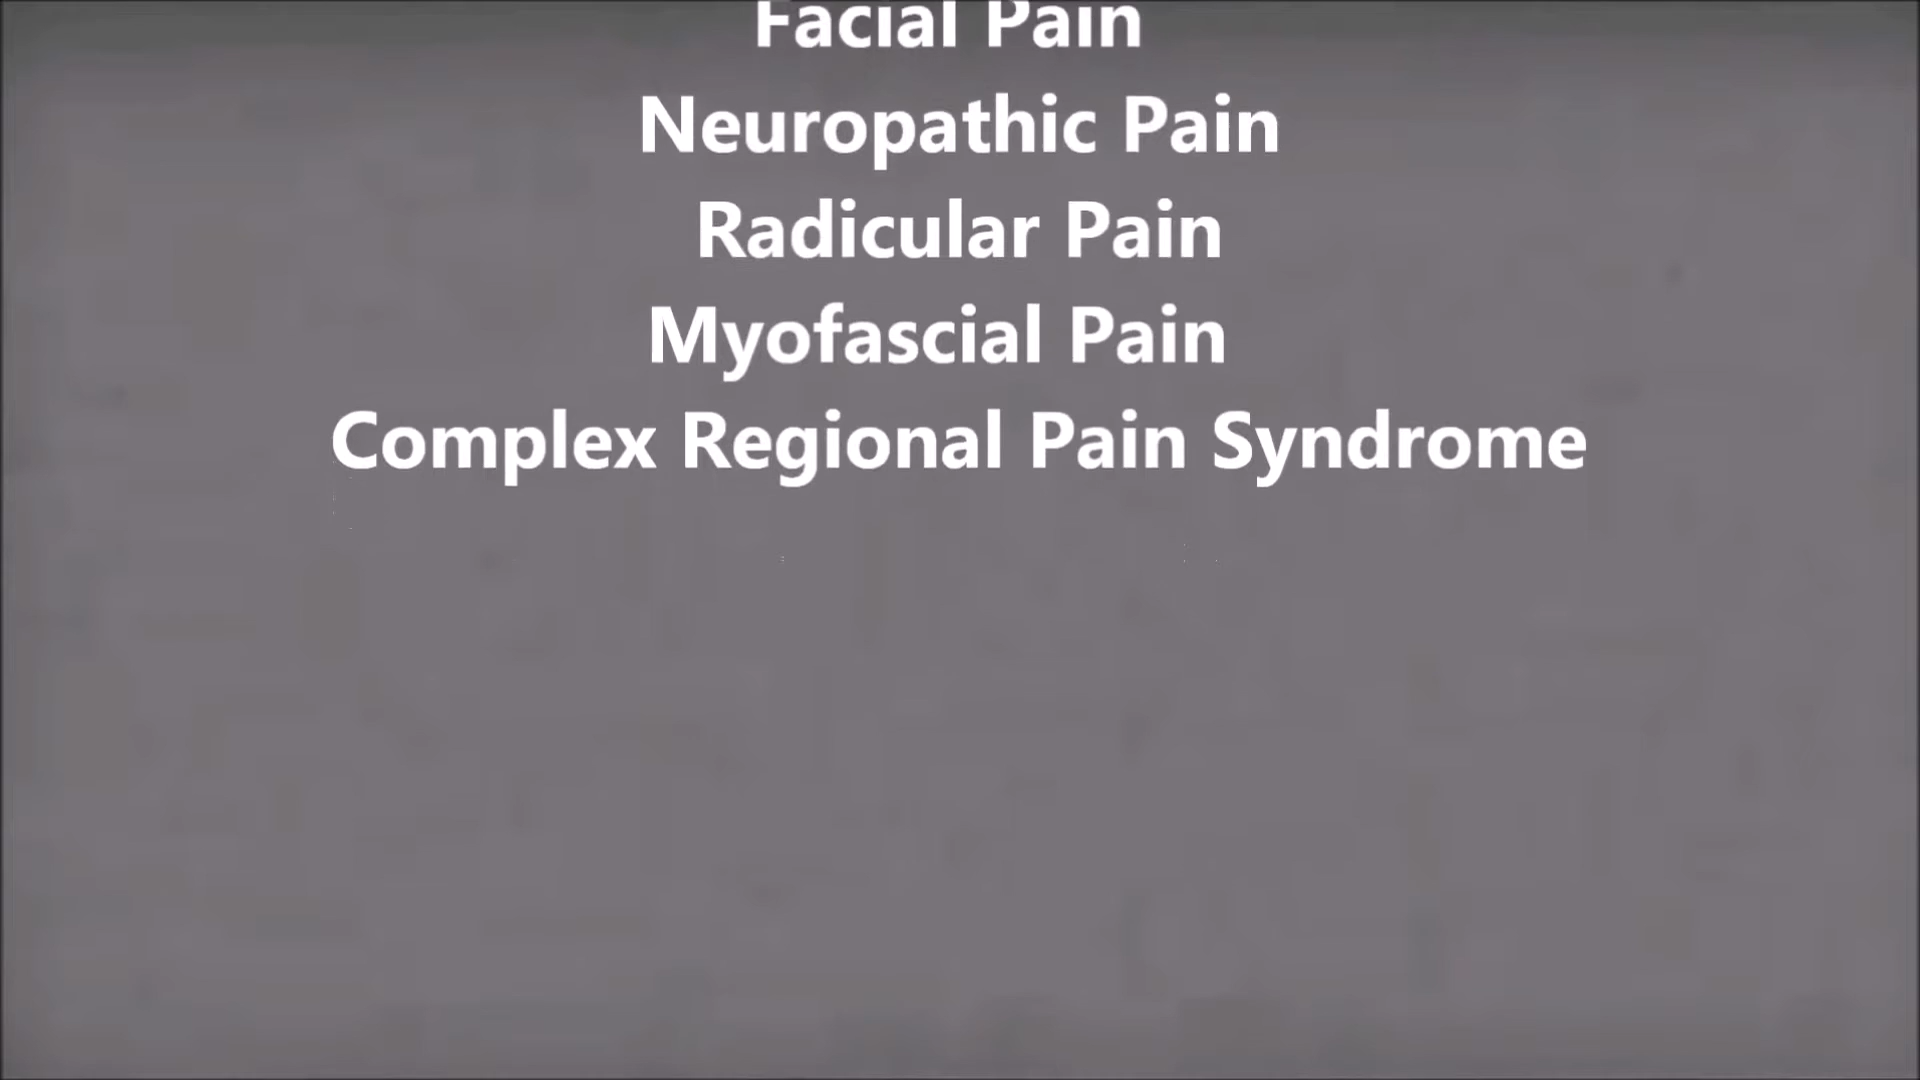 Facial Pain
Neuropathic Pain
Radicular Pain
Myofascial Pain
Complex Regional Pain Syndrome